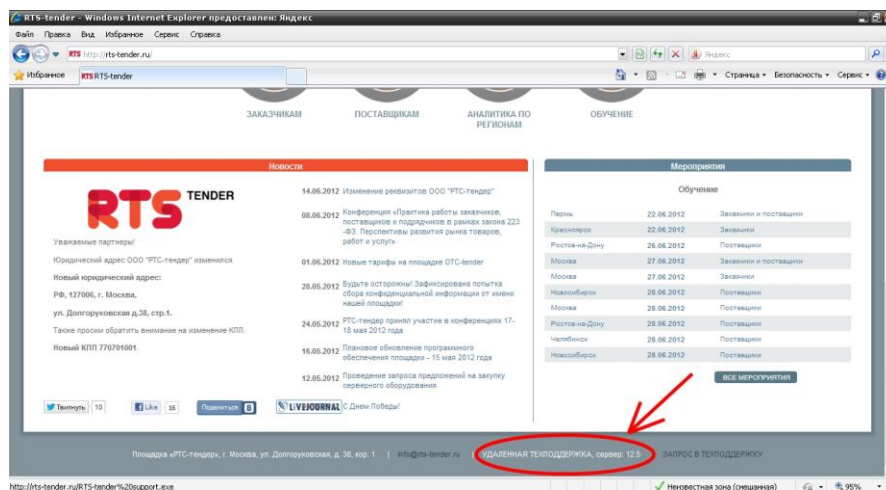 RTS-tender - Windows Internet Explorer предоставлен: Яндекс
Файл Правка Вид Избранное Сервис Справка
RTS http://rts-tender.ru/
Яндекс
Избранное RTS RTS-tender
Страница Безопасность Сервис
ЗАКАЗЧИКАМ ПОСТАВЩИКАМ АНАЛИТИКА ПО ОБУЧЕНИЕ
РЕГИОНАМ
Новости
RTS TENDER
Уважаемые партнеры!
Юридический адрес ООО "РТС-тендер" изменился.
Новый юридический адрес:
РФ, 127006, г. Москва,
ул. Долгоруковская д.38, стр.1.
Также просим обратить внимание на изменение КПП.
Новый КПП 770701001.
14.06.2012 Изменение реквизитов ООО "РТС-тендер"
08.06.2012 Конференция «Практика работы заказчиков,
поставщиков и подрядчиков в рамках закона 223
-ФЗ. Перспективы развития рынка товаров,
работ и услуг»
01.06.2012 Новые тарифы на площадке OTC-tender
28.05.2012 Будьте осторожны! Зафиксирована попытка
сбора конфиденциальной информации от имени
нашей площадки!
24.05.2012 РТС-тендер принял участие в конференциях 17-
18 мая 2012 года
16.05.2012 Плановое обновление программного
обеспечения площадки - 15 мая 2012 года
12.05.2012 Проведение запроса предложений на закупку
серверного оборудования
С Днем Победы!
Твитнуть 10 Like 16 Поделиться B LIVEJOURNAL
Мероприятия
Обучение
Пермь 22.06.2012 Заказчики и поставщики
Красноярск 22.06.2012 Заказчики
Ростов-на-Дону 26.06.2012 Поставщики
Москва 27.06.2012 Заказчики и поставщики
Москва 27.06.2012 Заказчики
Новосибирск 28.06.2012 Поставщики
Москва 28.06.2012 Поставщики
Ростов-на-Дону 28.06.2012 Поставщики
Челябинск 28.06.2012 Поставщики
Новосибирск 28.06.2012 Поставщики
ВСЕ МЕРОПРИЯТИЯ
Площадка «РТС-тендер», г. Москва, ул. Долгоруковская, д. 38, кор. 1 | info@rts-tender.ru | УДАЛЕННАЯ ТЕХПОДДЕРЖКА, сервер: 12.5 ЗАПРОС В ТЕХПОДДЕРЖКУ
http://rts-tender.ru/RTS-tender%20support.exe
Неизвестная зона (смешанная) 95%